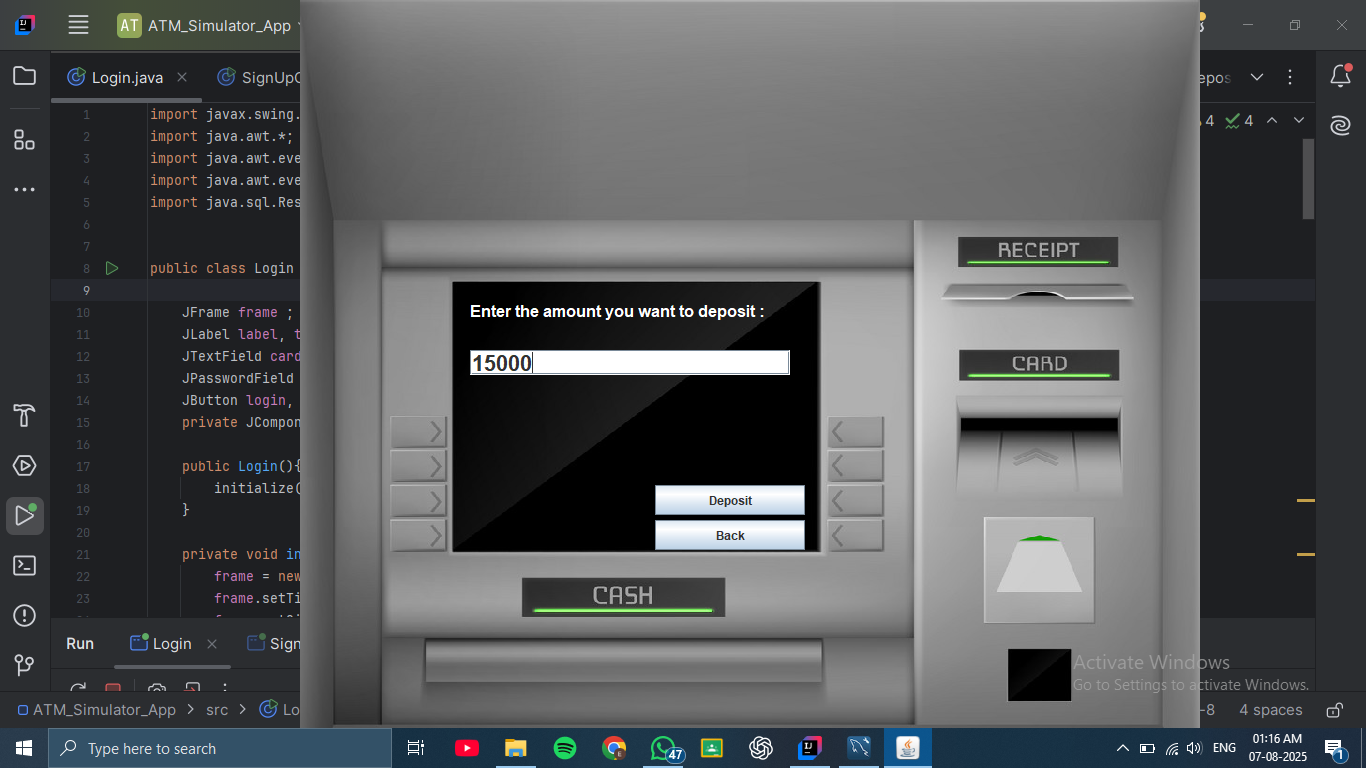 AT ATM_Simulator_App
Login.java
1 import javax.swing.
2 import java.awt.*;
3 import java.awt.eve
4 import java.awt.eve
5 import java.sql.Res
6
7
8 public class Login
9
10 JFrame frame ;
11 JLabel label, t
12 JTextField card
13 JPasswordField
14 JButton login,
15 private JCompon
16
17 public Login(){
18 initialize(
19 }
20
21 private void in
22 frame = new
23 frame.setTi
4 4
Enter the amount you want to deposit :
15000
Deposit
Back
CASH
RECEIPT
CARD
Run Login Sign
Activate Windows
Go to Settings to activate Windows.
ATM_Simulator_App > src > Lo
-8 4 spaces
Type here to search
47
ENG
01:16 AM
07-08-2025
1